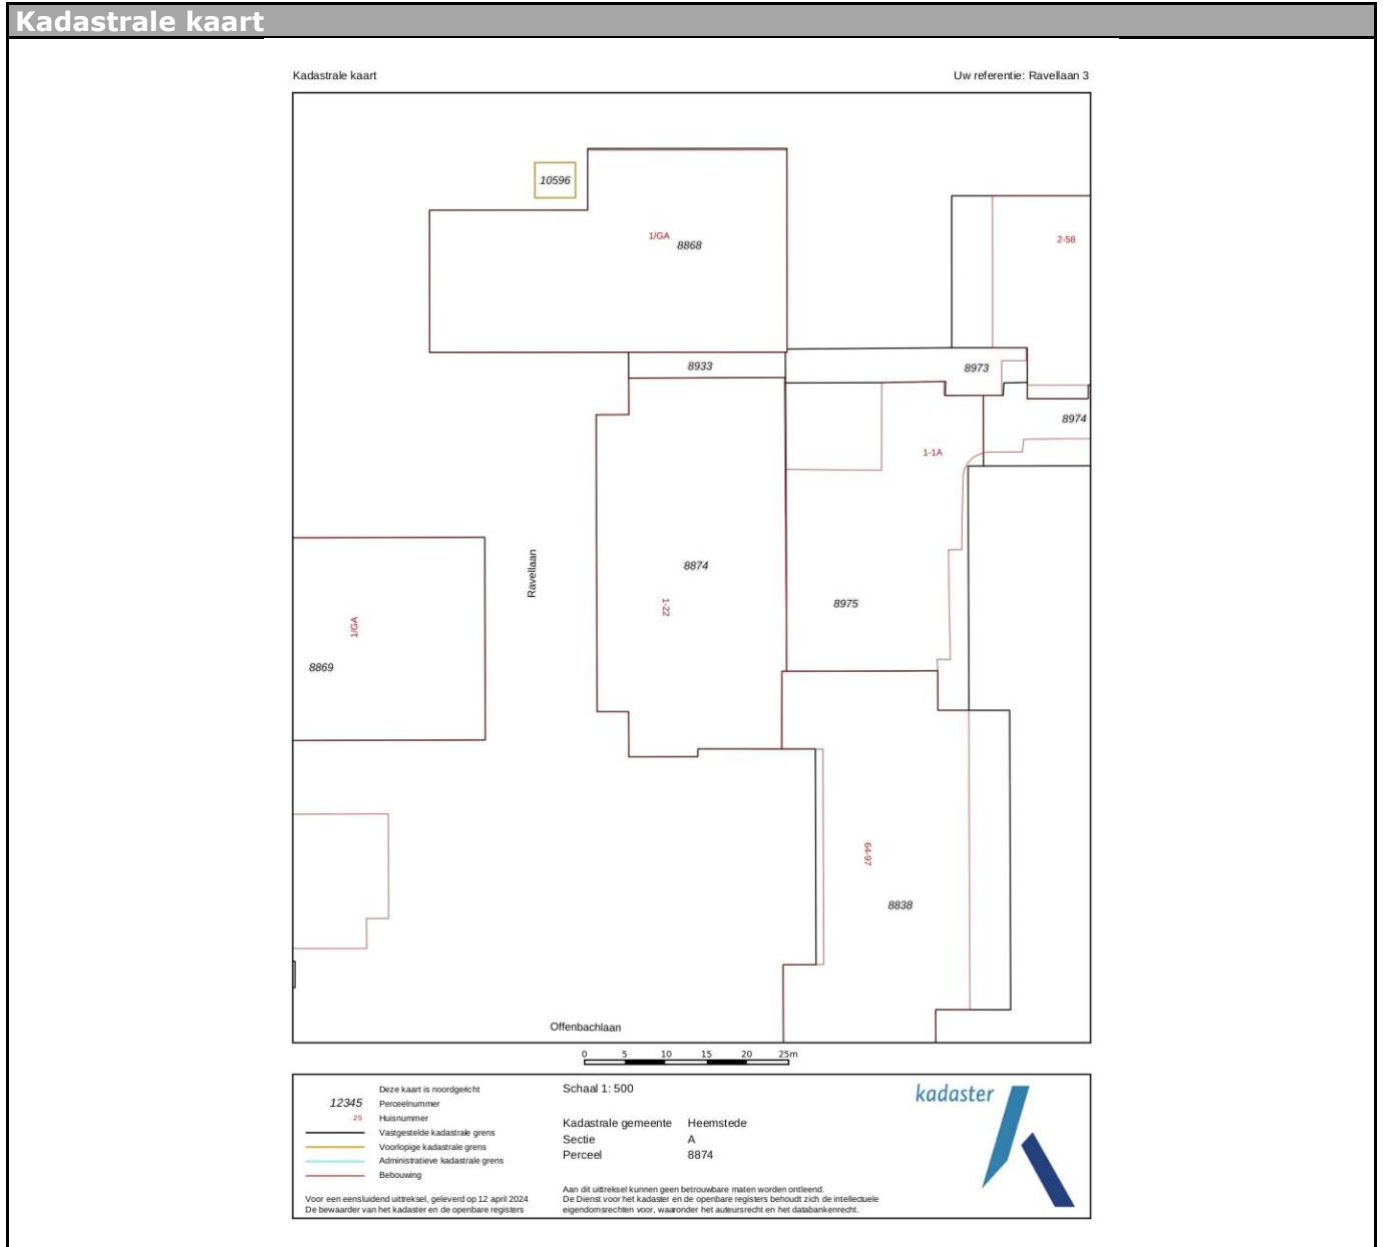 Kadastrale kaart
Kadastrale kaart
Uw referentie: Ravellaan 3
10596
1/GA
8868
2-58
8933
8973
8974
1-1A
Ravellaan
8874
1-22
8975
1/GA
8869
64-97
8838
Offenbachlaan
0 5 10 15 20 25m
Deze kaart is noordgericht
12345 Perceelnummer
25 Huisnummer
Vastgestelde kadastrale grens
Voorlopige kadastrale grens
Administratieve kadastrale grens
Bebouwing
Voor een eensluidend uittreksel, geleverd op 12 april 2024
De bewaarder van het kadaster en de openbare registers
Schaal 1: 500
Kadastrale gemeente Heemstede
Sectie A
Perceel 8874
Aan dit uittreksel kunnen geen betrouwbare maten worden ontleend.
De Dienst voor het kadaster en de openbare registers behoudt zich de intellectuele
eigendomsrechten voor, waaronder het auteursrecht en het databankenrecht.
kadaster